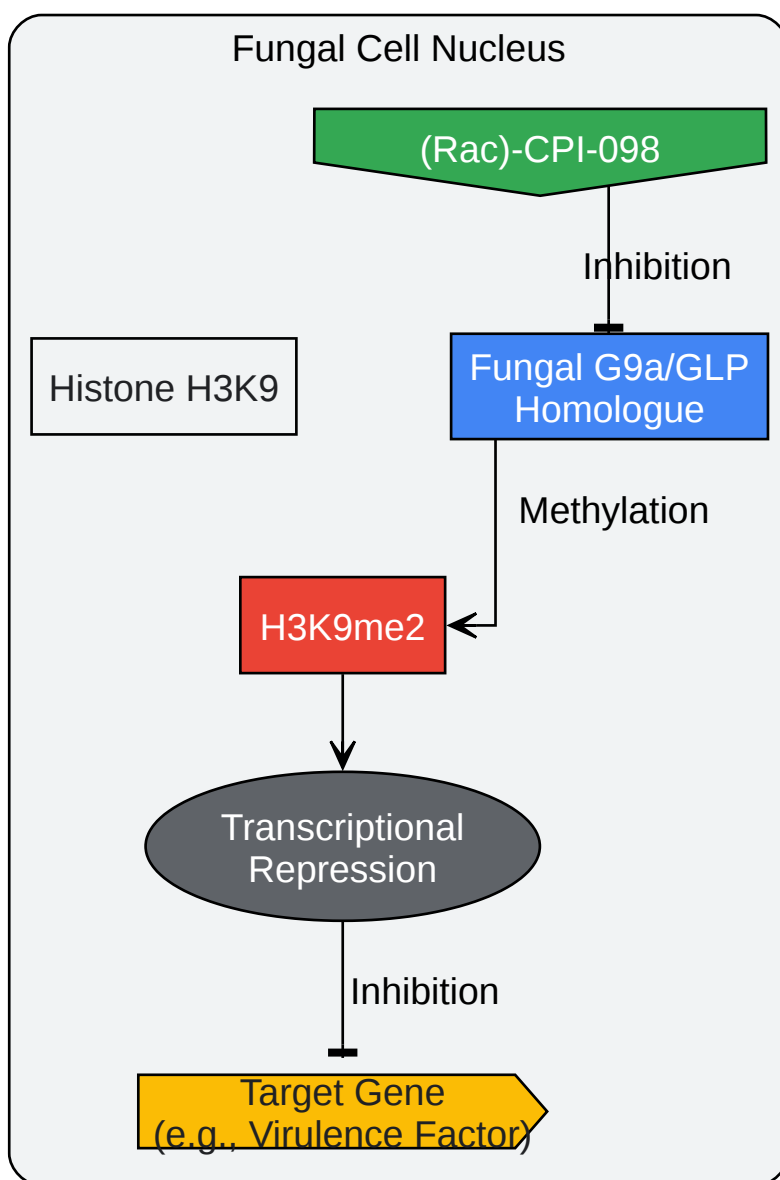 Fungal Cell Nucleus
(Rac)-CPI-098
Inhibition
Histone H3K9
Fungal G9a/GLP
Homologue
Methylation
H3K9me2
Transcriptional
Repression
Inhibition
Target Gene
(e.g., Virulence Factor)